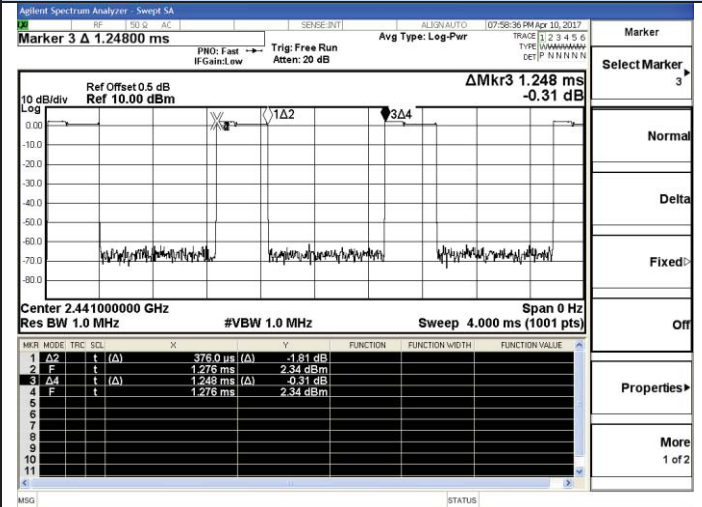 Agilent Spectrum Analyzer - Swept SA
RF 50 Ω AC SENSE:INT ALIGNAUTO 07:58:36 PM Apr 10, 2017
Marker 3 Δ 1.24800 ms
PNO: Fast
IFGain:Low
Trig: Free Run
Atten: 20 dB
Avg Type: Log-Pwr
TRACE 1 2 3 4 5 6
TYPE
DET P N N N N N
Ref Offset 0.5 dB
10 dB/div Ref 10.00 dBm
Log
ΔMkr3 1.248 ms
-0.31 dB
1Δ2
3Δ4
0.00
-10.0
-20.0
-30.0
-40.0
-50.0
-60.0
-70.0
-80.0
Center 2.441000000 GHz Span 0 Hz
Res BW 1.0 MHz #VBW 1.0 MHz Sweep 4.000 ms (1001 pts)
MKR MODE TRC SCL X Y FUNCTION FUNCTION WIDTH FUNCTION VALUE
1 Δ2 t (Δ) 376.0 µs (Δ) -1.81 dB
2 F t 1.276 ms 2.34 dBm
3 Δ4 t (Δ) 1.248 ms (Δ) -0.31 dB
4 F t 1.276 ms 2.34 dBm
5
6
7
8
9
10
11
MSG STATUS
Marker
Select Marker
3
Normal
Delta
Fixed
Off
Properties
More
1 of 2